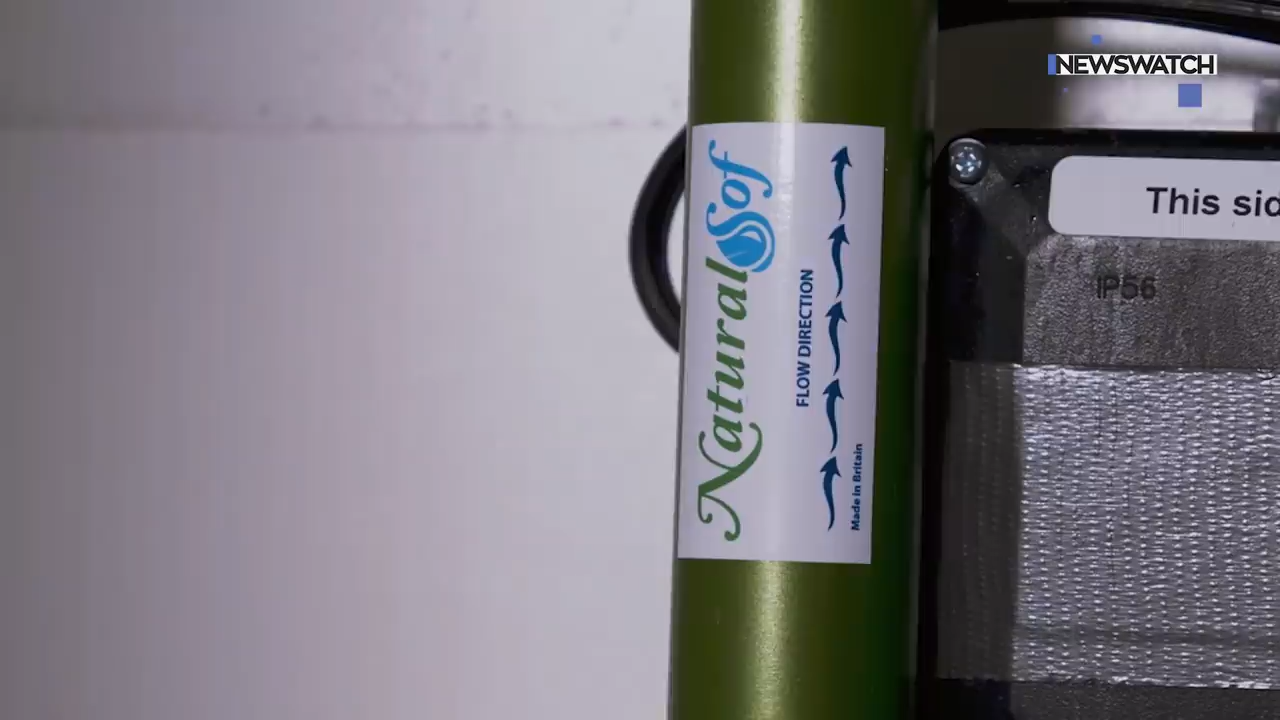 NEWSWATCH
NaturalSof
FLOW DIRECTION
Made in Britain
This sid
IP56